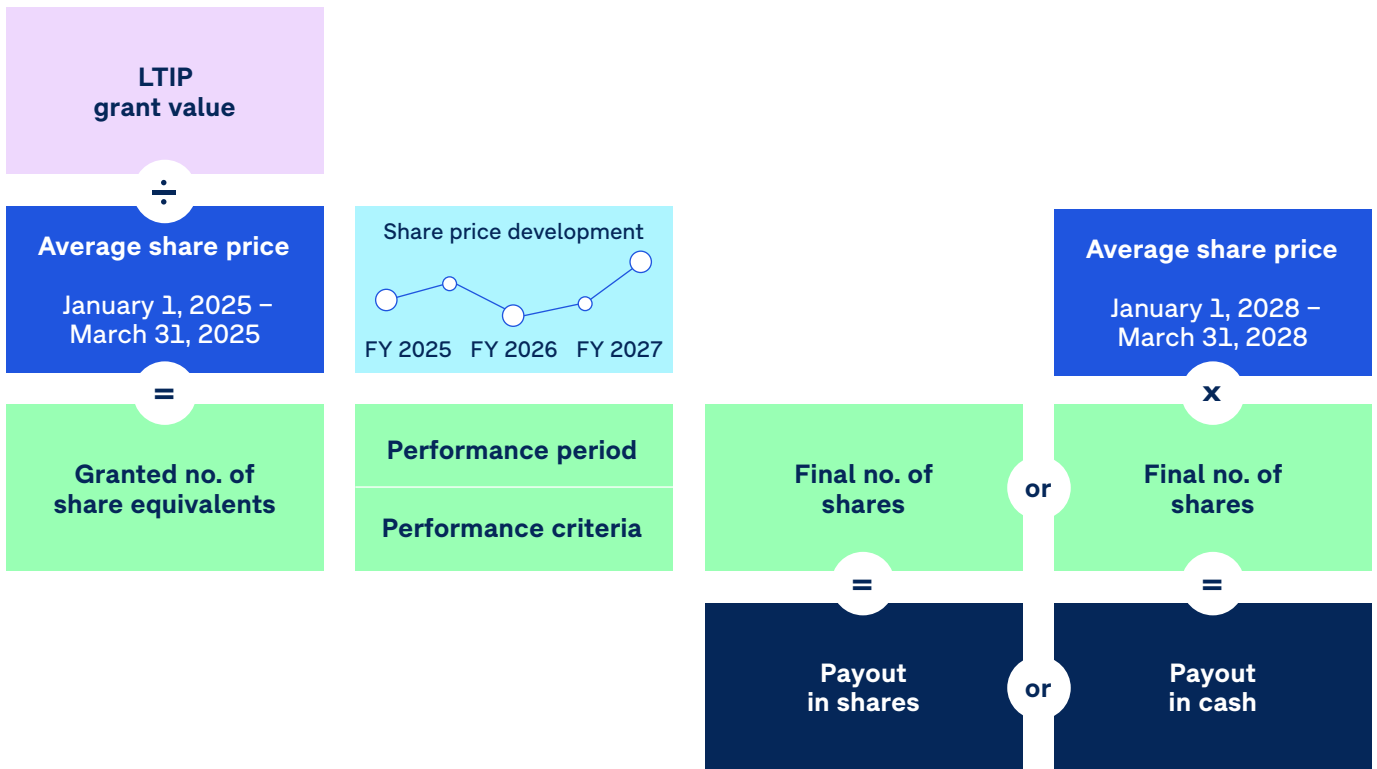 LTIP
grant value
÷
Average share price
January 1, 2025 –
March 31, 2025
=
Granted no. of
share equivalents
Share price development
FY 2025 FY 2026 FY 2027
Performance period
Performance criteria
Final no. of
shares
=
Payout
in shares
or
or
Average share price
January 1, 2028 –
March 31, 2028
x
Final no. of
shares
=
Payout
in cash